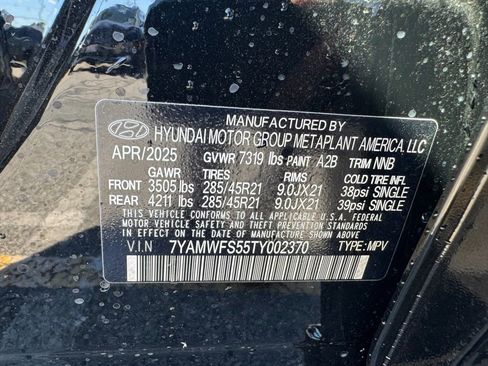 MANUFACTURED BY
HYUNDAI MOTOR GROUP METAPLANT AMERICA, LLC
APR/2025 GVWR 7319 lbs PAINT A2B TRIM NNB
GAWR TIRES RIMS COLD TIRE INFL
FRONT 3505 lbs 285/45R21 9.0JX21 38psi SINGLE
REAR 4211 lbs 285/45R21 9.0JX21 39psi SINGLE
THIS VEHICLE CONFORMS TO ALL APPLICABLE U.S.A. FEDERAL
MOTOR VEHICLE SAFETY STANDARDS IN EFFECT ON THE
DATE OF MANUFACTURE SHOWN ABOVE.
V.I.N 7YAMWFS55TY002370 TYPE: MPV